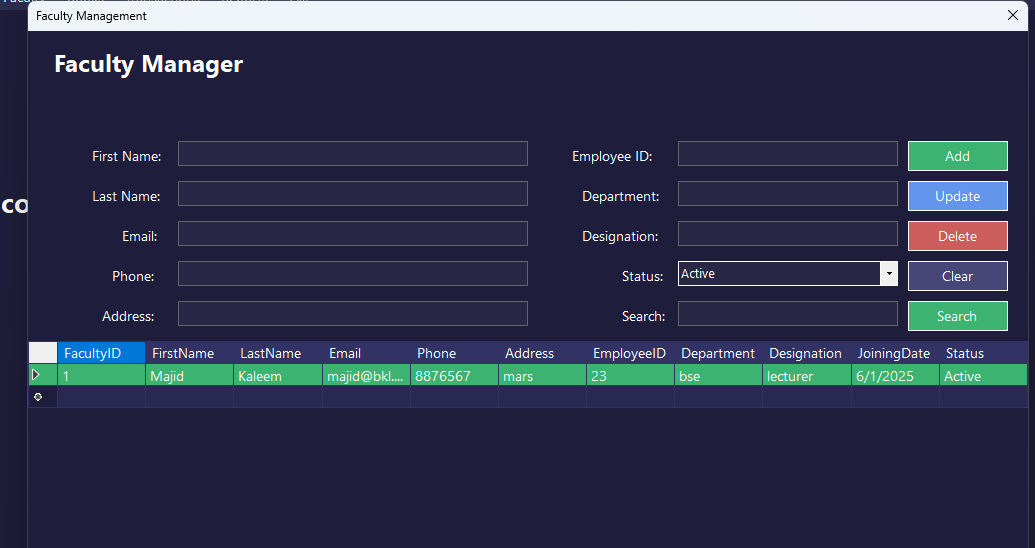 Faculty Management
Faculty Manager
First Name:
Employee ID:
Add
Last Name:
Department:
Update
Email:
Designation:
Delete
Phone:
Status:
Active
Clear
Address:
Search:
Search
FacultyID FirstName LastName Email Phone Address EmployeeID Department Designation JoiningDate Status
1 Majid Kaleem majid@bkl.... 8876567 mars 23 bse lecturer 6/1/2025 Active
co